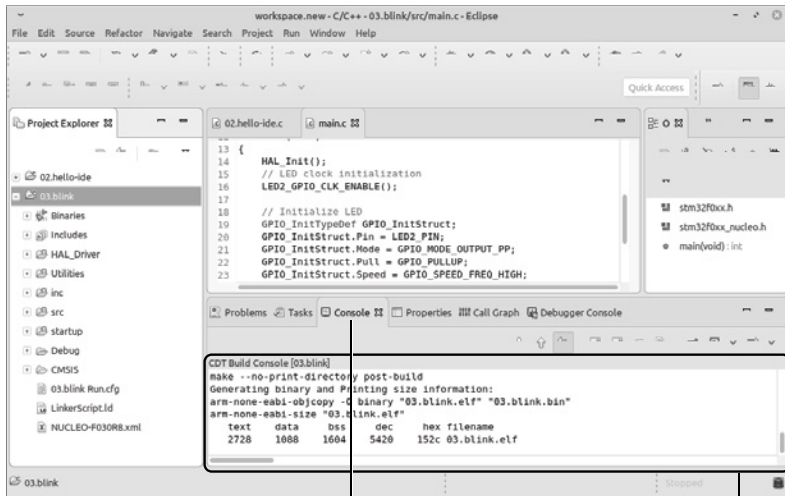 workspace.new - C/C++ - 03.blink/src/main.c - Eclipse
File Edit Source Refactor Navigate Search Project Run Window Help
Quick Access
Project Explorer
02.hello-ide
03.blink
Binaries
Includes
HAL_Driver
Utilities
inc
src
startup
Debug
CMSIS
03.blink Run.cfg
LinkerScript.ld
NUCLEO-F030R8.xml
02.hello-ide.c main.c
13 {
14 HAL_Init();
15 // LED clock initialization
16 LED2_GPIO_CLK_ENABLE();
17
18 // Initialize LED
19 GPIO_InitTypeDef GPIO_InitStruct;
20 GPIO_InitStruct.Pin = LED2_PIN;
21 GPIO_InitStruct.Mode = GPIO_MODE_OUTPUT_PP;
22 GPIO_InitStruct.Pull = GPIO_PULLUP;
23 GPIO_InitStruct.Speed = GPIO_SPEED_FREQ_HIGH;
O
stm32f0xx.h
stm32f0xx_nucleo.h
main(void) : int
Problems Tasks Console Properties Call Graph Debugger Console
CDT Build Console [03.blink]
make --no-print-directory post-build
Generating binary and Printing size information:
arm-none-eabi-objcopy -O binary "03.blink.elf" "03.blink.bin"
arm-none-eabi-size "03.blink.elf"
text data bss dec hex filename
2728 1088 1604 5420 152c 03.blink.elf
03.blink
Stopped